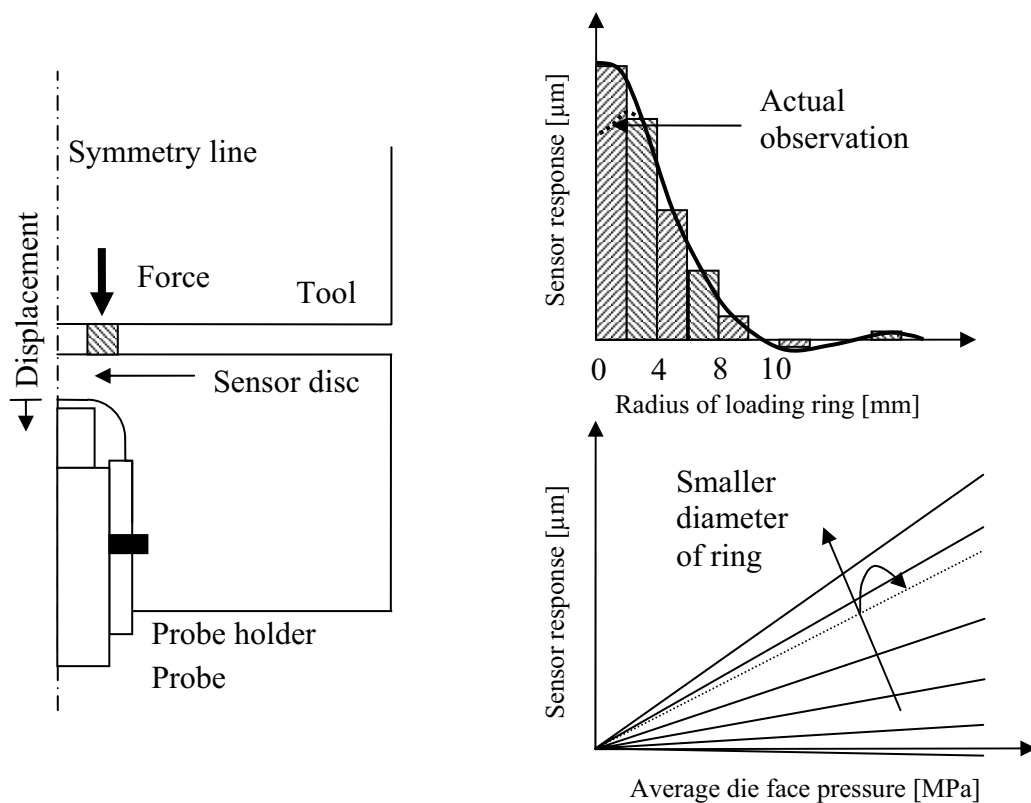 Symmetry line
Displacement
Force
Tool
Sensor disc
Probe holder
Probe
Sensor response [µm]
Actual
observation
0 4 8 10
Radius of loading ring [mm]
Sensor response [µm]
Smaller
diameter
of ring
Average die face pressure [MPa]